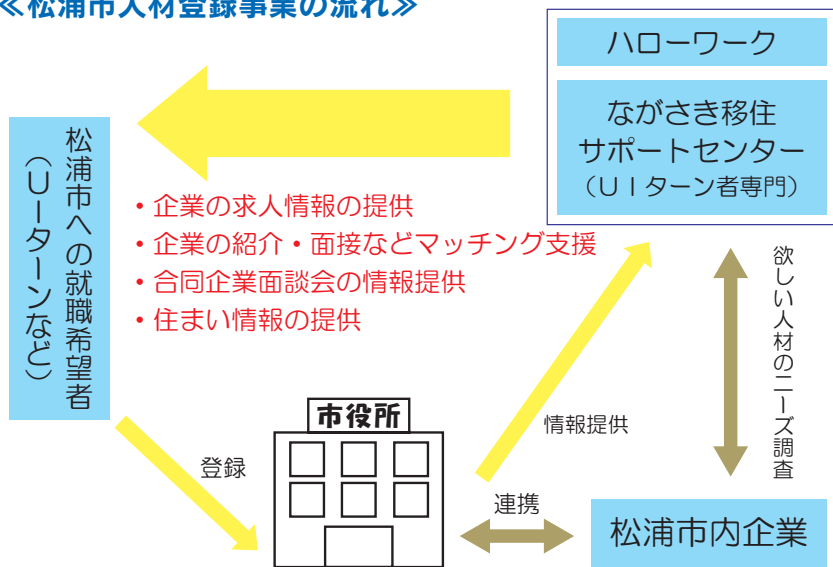 ≪松浦市人材登録事業の流れ≫
ハローワーク
ながさき移住
サポートセンター
（ＵＩターン者専門）
松浦市への就職希望者
（Ｕターンなど）
・企業の求人情報の提供
・企業の紹介・面接などマッチング支援
・合同企業面談会の情報提供
・住まい情報の提供
欲しい人材のニーズ調査
市役所
情報提供
登録
連携
松浦市内企業